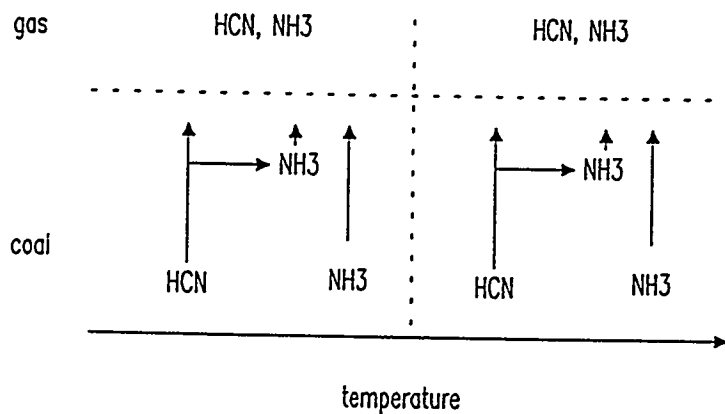 gas HCN, NH3 HCN, NH3
NH3 NH3
coal
HCN NH3 HCN NH3
temperature